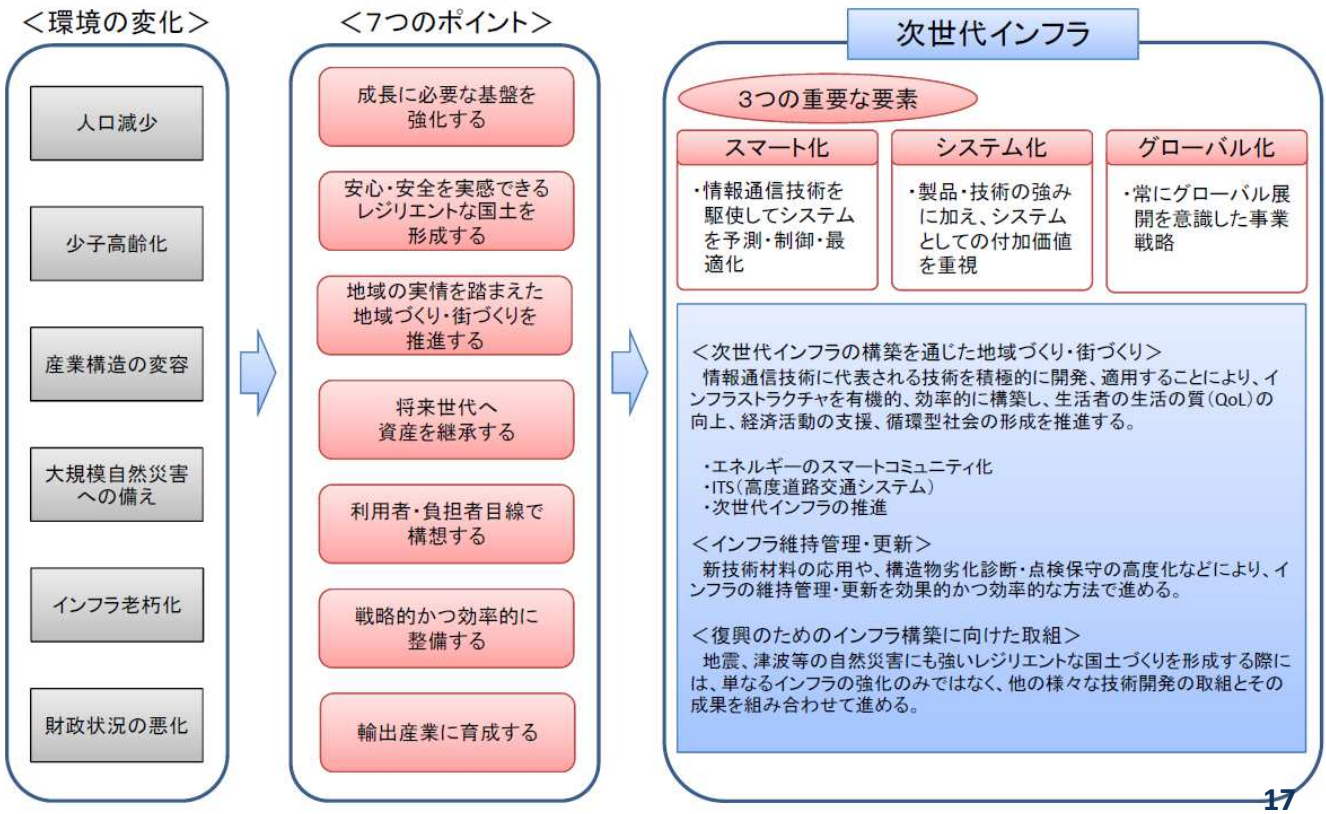 ＜環境の変化＞
人口減少
少子高齢化
産業構造の変容
大規模自然災害
への備え
インフラ老朽化
財政状況の悪化
＜７つのポイント＞
成長に必要な基盤を
強化する
安心・安全を実感できる
レジリエントな国土を
形成する
地域の実情を踏まえた
地域づくり・街づくりを
推進する
将来世代へ
資産を継承する
利用者・負担者目線で
構想する
戦略的かつ効率的に
整備する
輸出産業に育成する
次世代インフラ
３つの重要な要素
スマート化
・情報通信技術を
駆使してシステム
を予測・制御・最
適化
システム化
・製品・技術の強み
に加え、システム
としての付加価値
を重視
グローバル化
・常にグローバル展
開を意識した事業
戦略
＜次世代インフラの構築を通じた地域づくり・街づくり＞
情報通信技術に代表される技術を積極的に開発、適用することにより、イ
ンフラストラクチャを有機的、効率的に構築し、生活者の生活の質（QoL）の
向上、経済活動の支援、循環型社会の形成を推進する。
・エネルギーのスマートコミュニティ化
・ITS（高度道路交通システム）
・次世代インフラの推進
＜インフラ維持管理・更新＞
新技術材料の応用や、構造物劣化診断・点検保守の高度化などにより、イ
ンフラの維持管理・更新を効果的かつ効率的な方法で進める。
＜復興のためのインフラ構築に向けた取組＞
地震、津波等の自然災害にも強いレジリエントな国土づくりを形成する際に
は、単なるインフラの強化のみではなく、他の様々な技術開発の取組とその
成果を組み合わせて進める。
17